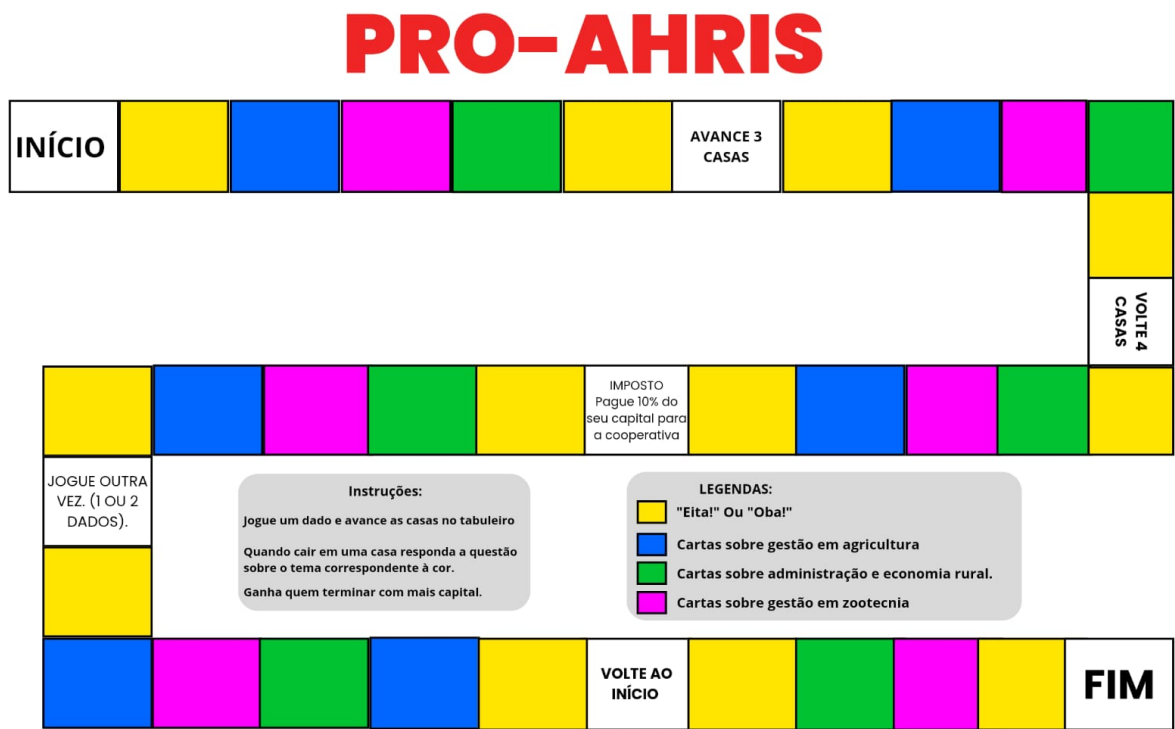 PRO-AHRIS
INÍCIO
AVANCE 3
CASAS
VOLTE 4
CASAS
IMPOSTO
Pague 10% do
seu capital para
a cooperativa
JOGUE OUTRA
VEZ. (1 OU 2
DADOS).
Instruções:
Jogue um dado e avance as casas no tabuleiro
Quando cair em uma casa responda a questão
sobre o tema correspondente à cor.
Ganha quem terminar com mais capital.
LEGENDAS:
"Eita!" Ou "Oba!"
Cartas sobre gestão em agricultura
Cartas sobre administração e economia rural.
Cartas sobre gestão em zootecnia
VOLTE AO
INÍCIO
FIM